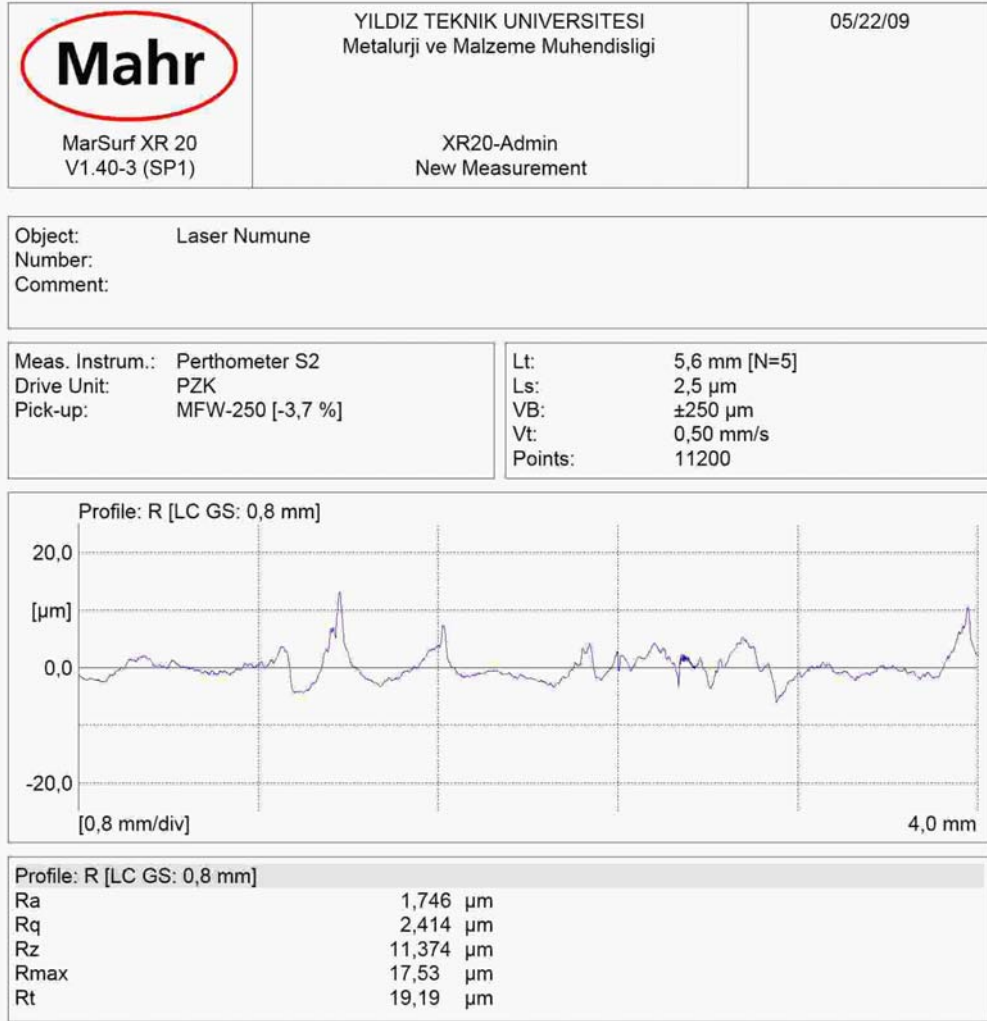 Mahr
MarSurf XR 20
V1.40-3 (SP1)
YILDIZ TEKNIK UNIVERSITESI
Metalurji ve Malzeme Muhendisligi
XR20-Admin
New Measurement
05/22/09
Object: Laser Numune
Number:
Comment:
Meas. Instrum.: Perthometer S2
Drive Unit: PZK
Pick-up: MFW-250 [-3,7 %]
Lt: 5,6 mm [N=5]
Ls: 2,5 µm
VB: ±250 µm
Vt: 0,50 mm/s
Points: 11200
Profile: R [LC GS: 0,8 mm]
20,0
[µm]
0,0
-20,0
[0,8 mm/div] 4,0 mm
Profile: R [LC GS: 0,8 mm]
Ra 1,746 µm
Rq 2,414 µm
Rz 11,374 µm
Rmax 17,53 µm
Rt 19,19 µm